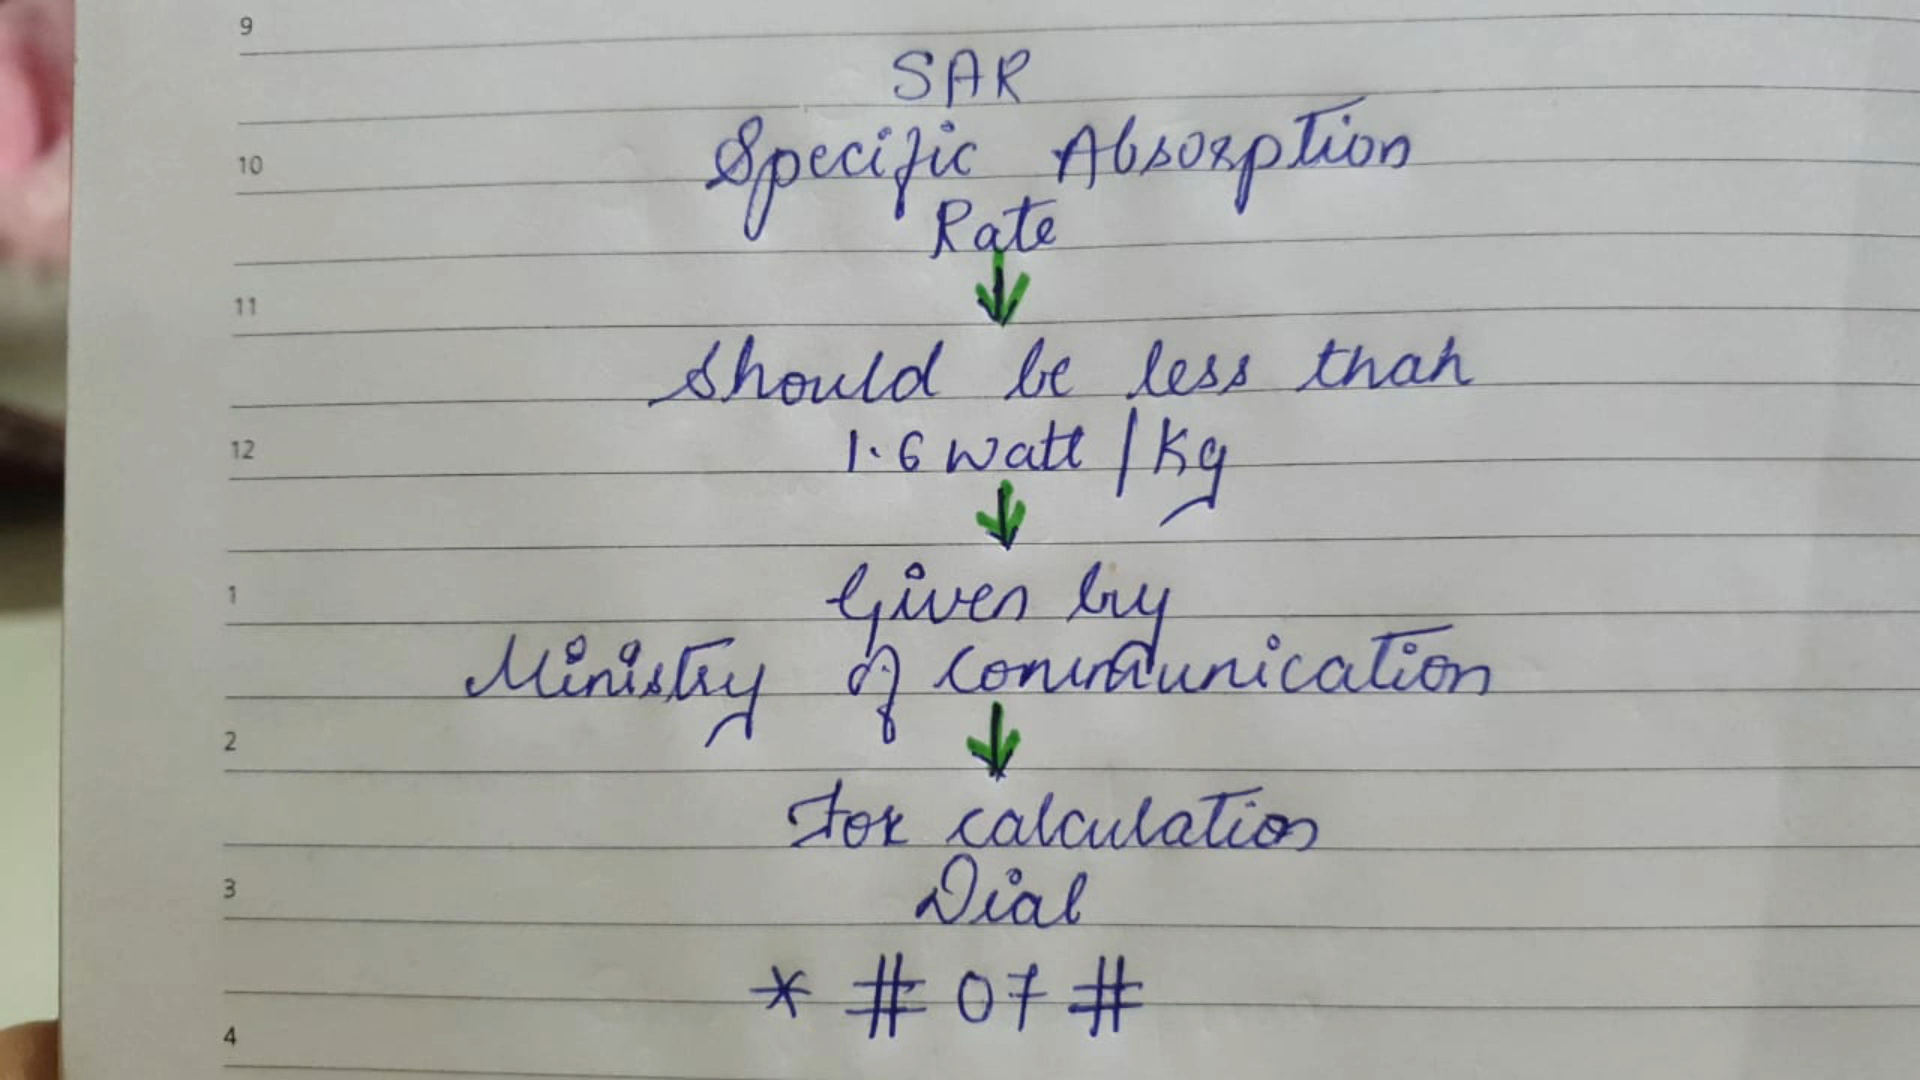 9
SAR
Specific Absorption
10
Rate
11
Should be less than
12
1.6 watt / Kg
1
Given by
Ministry of Communication
2
For calculation
3
Dial
* # 07 #
4